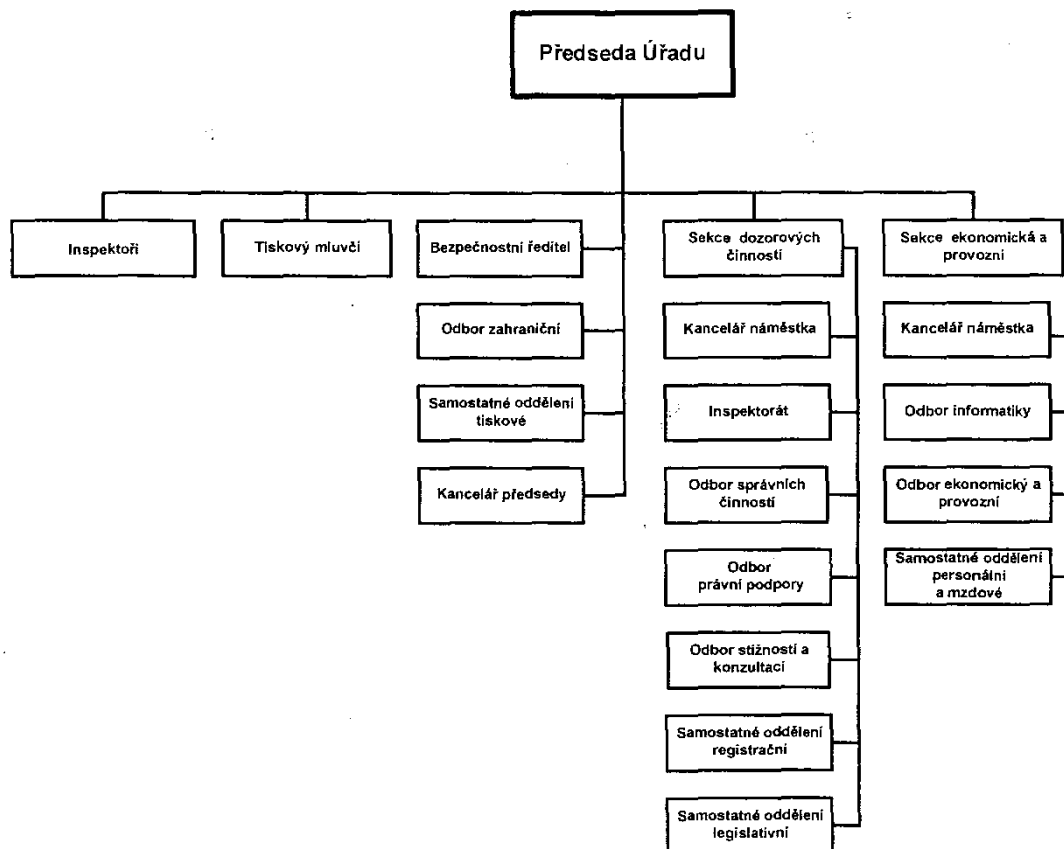 Předseda Úřadu
Inspektoři
Tiskový mluvčí
Bezpečnostní ředitel
Odbor zahraniční
Samostatné oddělení
tiskové
Kancelář předsedy
Sekce dozorových
činností
Kancelář náměstka
Inspektorát
Odbor správních
činností
Odbor
právní podpory
Odbor stížností a
konzultací
Samostatné oddělení
registrační
Samostatné oddělení
legislativní
Sekce ekonomická a
provozní
Kancelář náměstka
Odbor informatiky
Odbor ekonomický a
provozní
Samostatné oddělení
personální
a mzdové